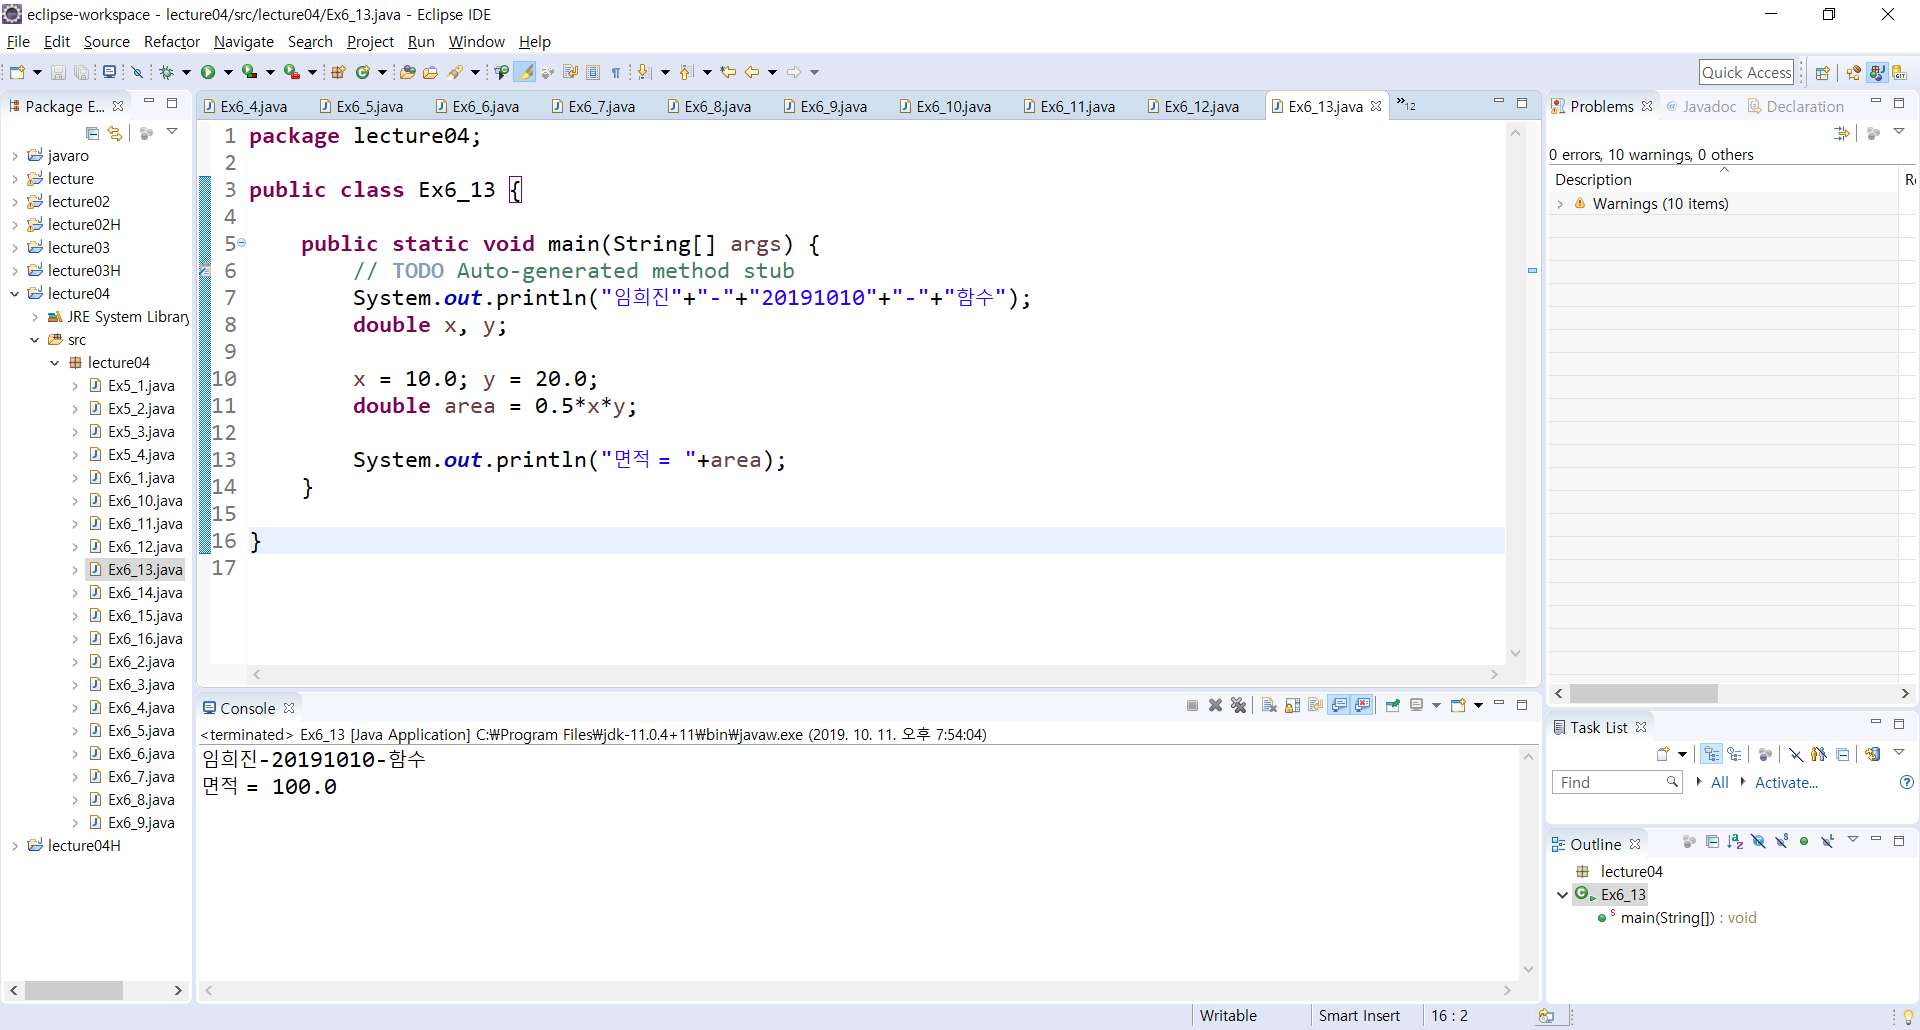 eclipse-workspace - lecture04/src/lecture04/Ex6_13.java - Eclipse IDE
File Edit Source Refactor Navigate Search Project Run Window Help
Quick Access
Package E...
javaro
lecture
lecture02
lecture02H
lecture03
lecture03H
lecture04
JRE System Library
src
lecture04
Ex5_1.java
Ex5_2.java
Ex5_3.java
Ex5_4.java
Ex6_1.java
Ex6_10.java
Ex6_11.java
Ex6_12.java
Ex6_13.java
Ex6_14.java
Ex6_15.java
Ex6_16.java
Ex6_2.java
Ex6_3.java
Ex6_4.java
Ex6_5.java
Ex6_6.java
Ex6_7.java
Ex6_8.java
Ex6_9.java
lecture04H
Ex6_4.java Ex6_5.java Ex6_6.java Ex6_7.java Ex6_8.java Ex6_9.java Ex6_10.java Ex6_11.java Ex6_12.java Ex6_13.java »12
1 package lecture04;
2
3 public class Ex6_13 {
4
5 public static void main(String[] args) {
6 // TODO Auto-generated method stub
7 System.out.println("임희진"+"-"+"20191010"+"-"+"함수");
8 double x, y;
9
10 x = 10.0; y = 20.0;
11 double area = 0.5*x*y;
12
13 System.out.println("면적 = "+area);
14 }
15
16 }
17
Console
<terminated> Ex6_13 [Java Application] C:₩Program Files₩jdk-11.0.4+11₩bin₩javaw.exe (2019. 10. 11. 오후 7:54:04)
임희진-20191010-함수
면적 = 100.0
Problems @ Javadoc Declaration
0 errors, 10 warnings, 0 others
Description
Warnings (10 items)
Task List
Find All Activate...
Outline
lecture04
Ex6_13
main(String[]) : void
Writable Smart Insert 16 : 2